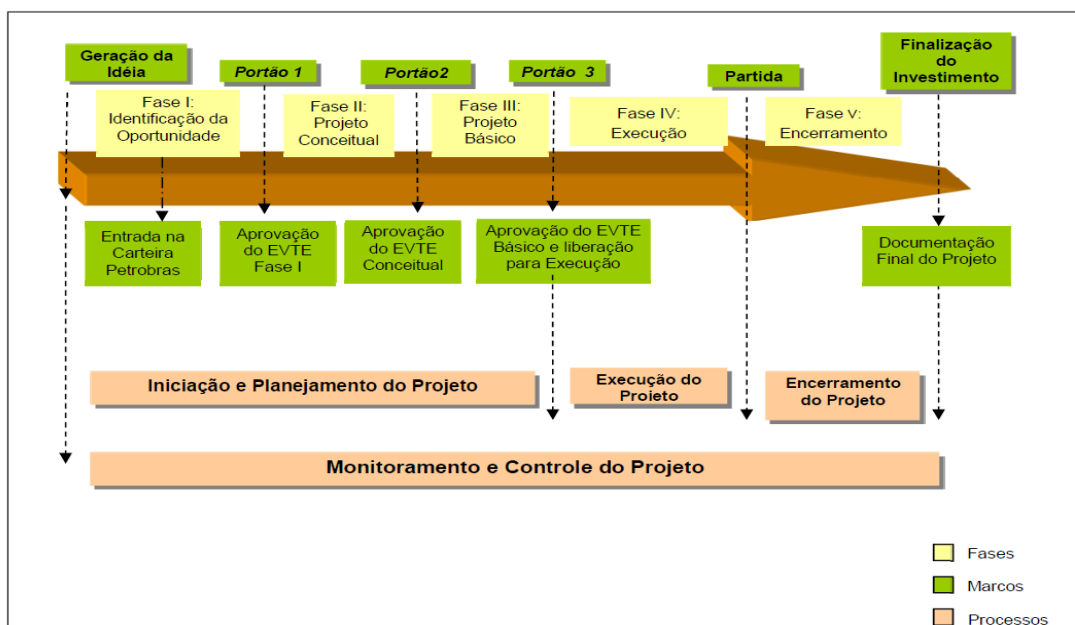 Geração da
Idéia
Portão 1
Portão2
Portão 3
Partida
Finalização
do
Investimento
Fase I:
Identificação da
Oportunidade
Fase II:
Projeto
Conceitual
Fase III:
Projeto
Básico
Fase IV:
Execução
Fase V:
Encerramento
Entrada na
Carteira
Petrobras
Aprovação
do EVTE
Fase I
Aprovação
do EVTE
Conceitual
Aprovação do EVTE
Básico e liberação
para Execução
Documentação
Final do Projeto
Iniciação e Planejamento do Projeto
Execução do
Projeto
Encerramento
do Projeto
Monitoramento e Controle do Projeto
Fases
Marcos
Processos